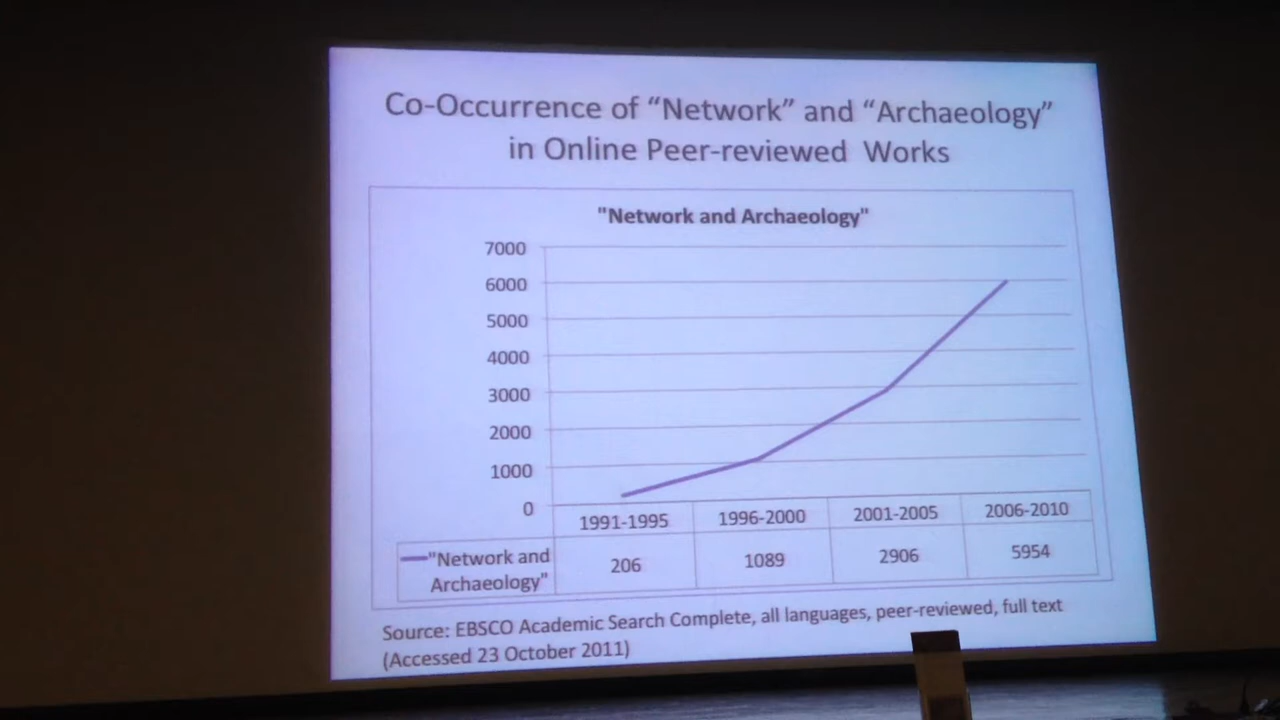 Co-Occurrence of “Network” and “Archaeology”
in Online Peer-reviewed Works
"Network and Archaeology"
7000
6000
5000
4000
3000
2000
1000
0
1991-1995 1996-2000 2001-2005 2006-2010
"Network and
Archaeology" 206 1089 2906 5954
Source: EBSCO Academic Search Complete, all languages, peer-reviewed, full text
(Accessed 23 October 2011)